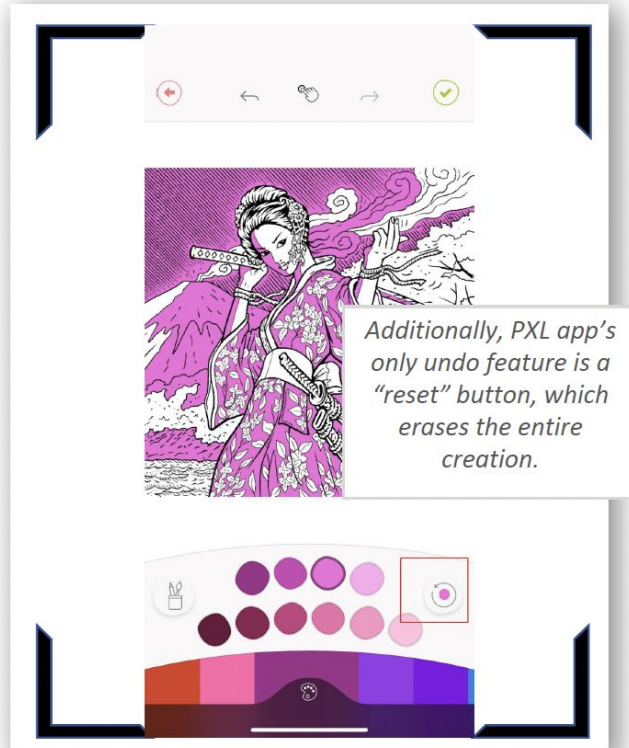 Additionally, PXL app’s
only undo feature is a
“reset” button, which
erases the entire
creation.